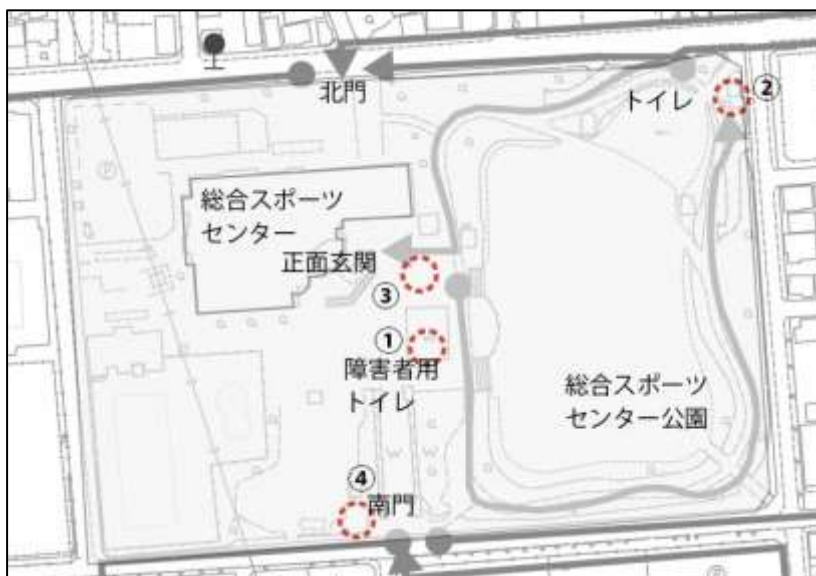 北門
トイレ
②
総合スポーツ
センター
正面玄関
③
①
障害者用
トイレ
総合スポーツ
センター公園
④
南門